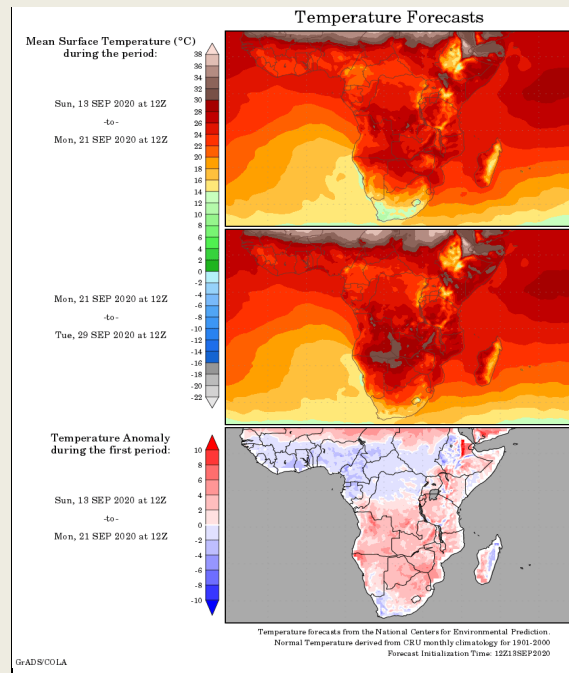 Temperature Forecasts
Mean Surface Temperature (°C)
during the period:
Sun, 13 SEP 2020 at 12Z
-to-
Mon, 21 SEP 2020 at 12Z
38
36
34
32
30
28
26
24
22
20
18
16
14
12
10
8
6
4
2
0
-2
-4
-6
-8
-10
-12
-14
-16
-18
-20
-22
Mon, 21 SEP 2020 at 12Z
-to-
Tue, 29 SEP 2020 at 12Z
Temperature Anomaly
during the first period:
Sun, 13 SEP 2020 at 12Z
-to-
Mon, 21 SEP 2020 at 12Z
10
8
6
4
2
0
-2
-4
-6
-8
-10
Temperature forecasts from the National Centers for Environmental Prediction.
Normal Temperature derived from CRU monthly climatology for 1901-2000
Forecast Initialization Time: 12Z13SEP2020
GrADS/COLA